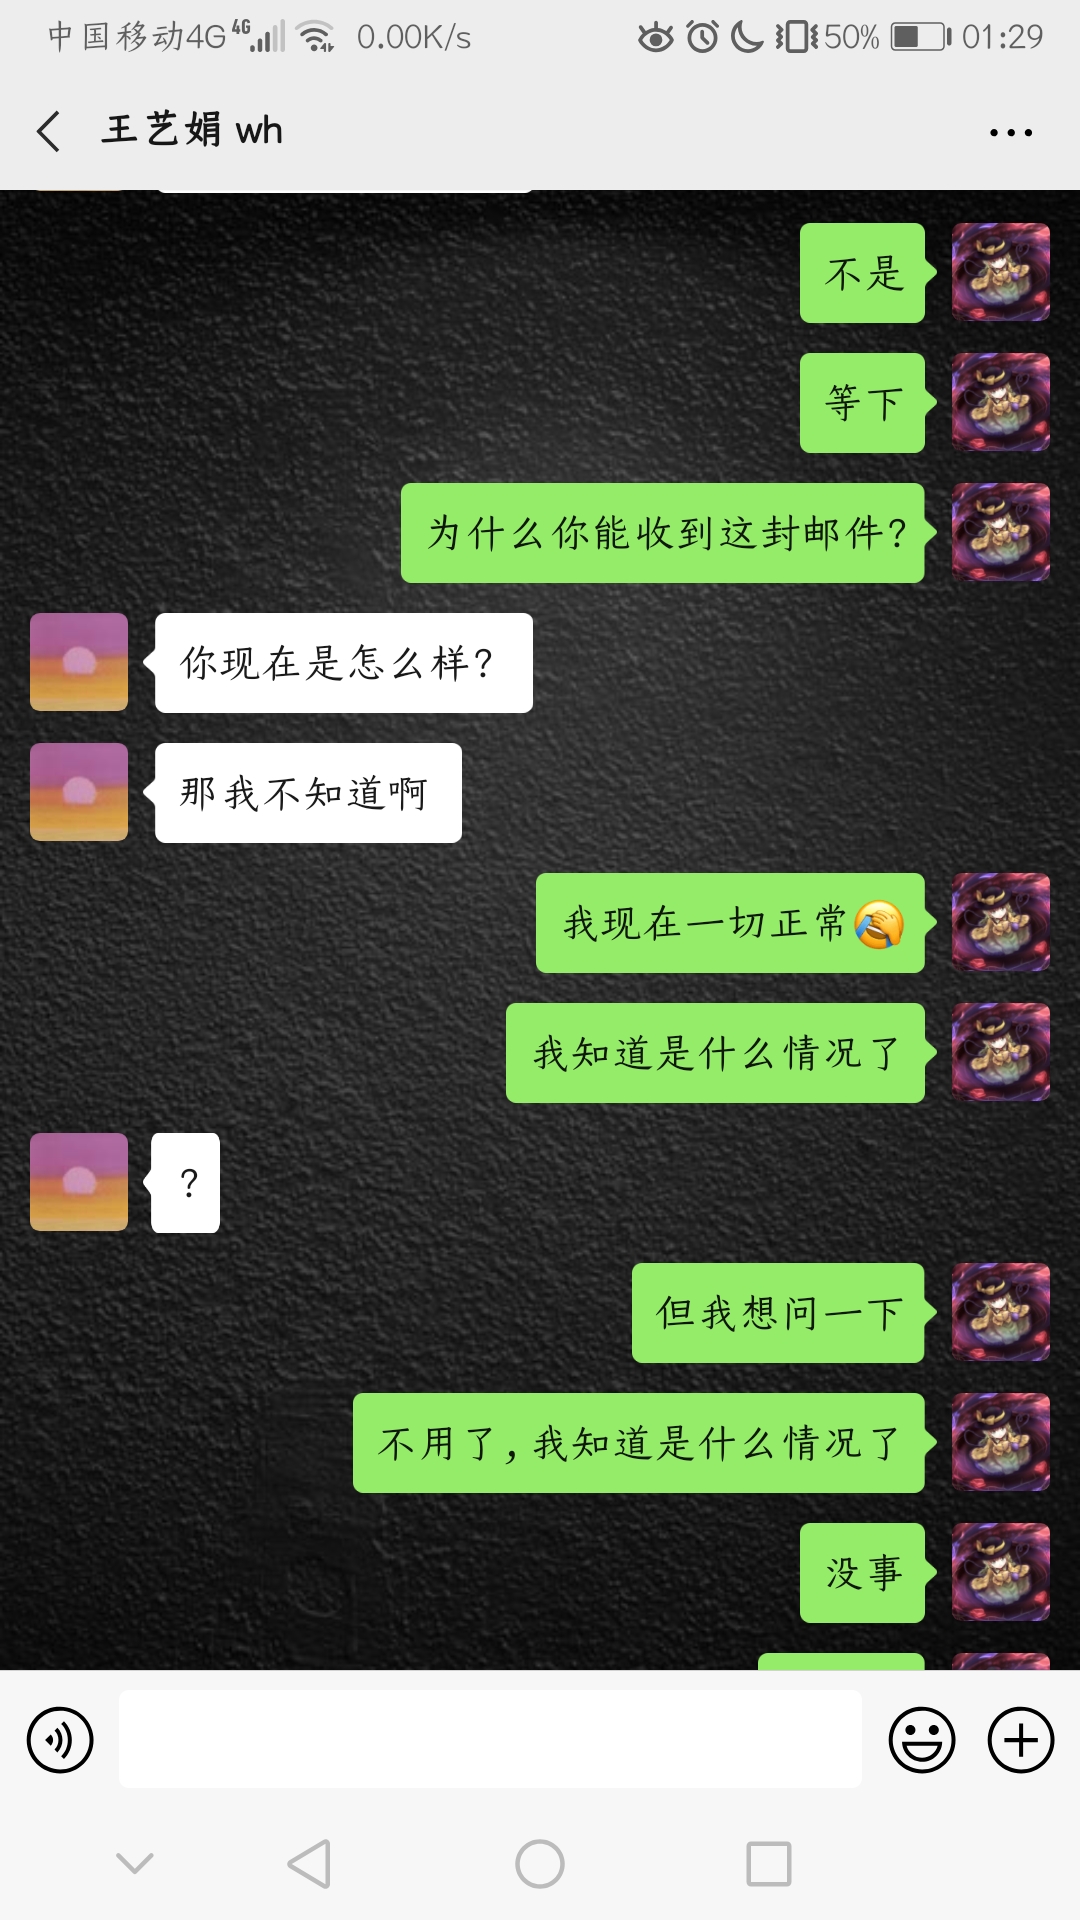 中国移动4G 4G 0.00K/s 50% 01:29
王艺娟 wh
不是
等下
为什么你能收到这封邮件?
你现在是怎么样?
那我不知道啊
我现在一切正常🤦
我知道是什么情况了
?
但我想问一下
不用了,我知道是什么情况了
没事